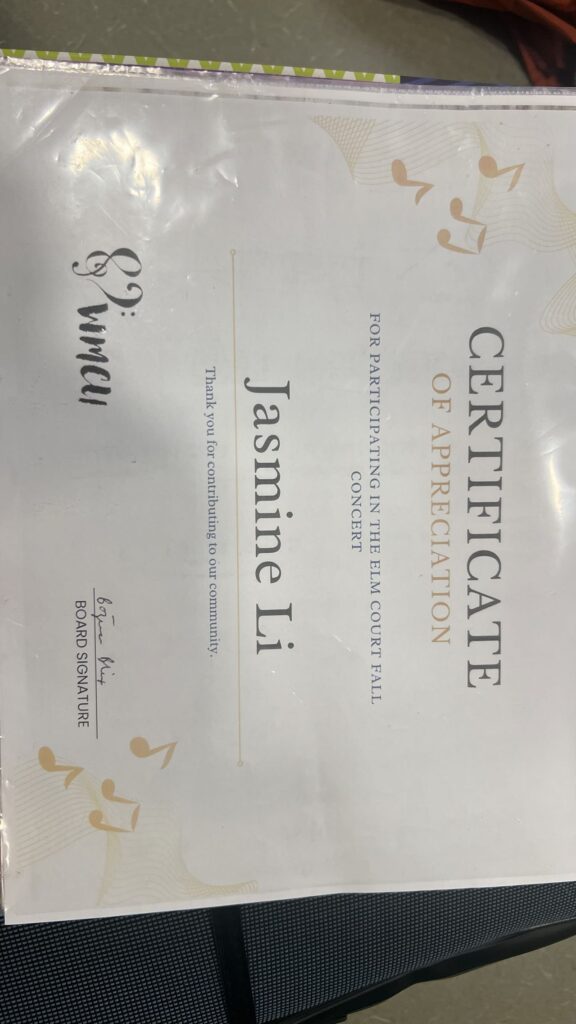 CERTIFICATE
OF APPRECIATION
FOR PARTICIPATING IN THE ELM COURT FALL
CONCERT
Jasmine Li
Thank you for contributing to our community.
wmcu
BOARD SIGNATURE